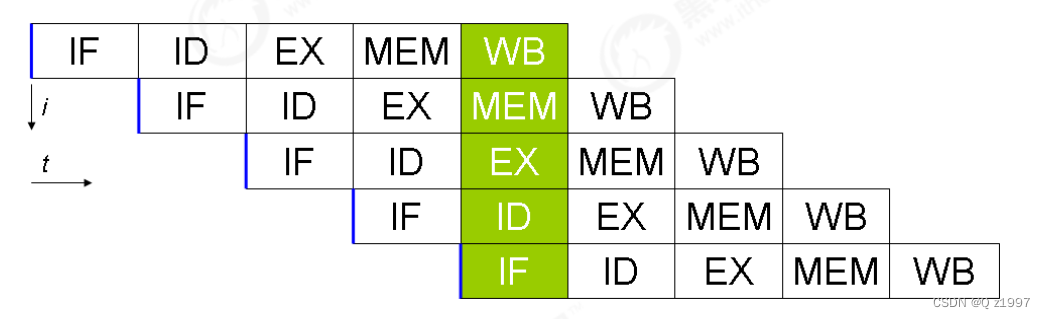 IF ID EX MEM WB
i IF ID EX MEM WB
t IF ID EX MEM WB
IF ID EX MEM WB
IF ID EX MEM WB
CSDN @Q z1997